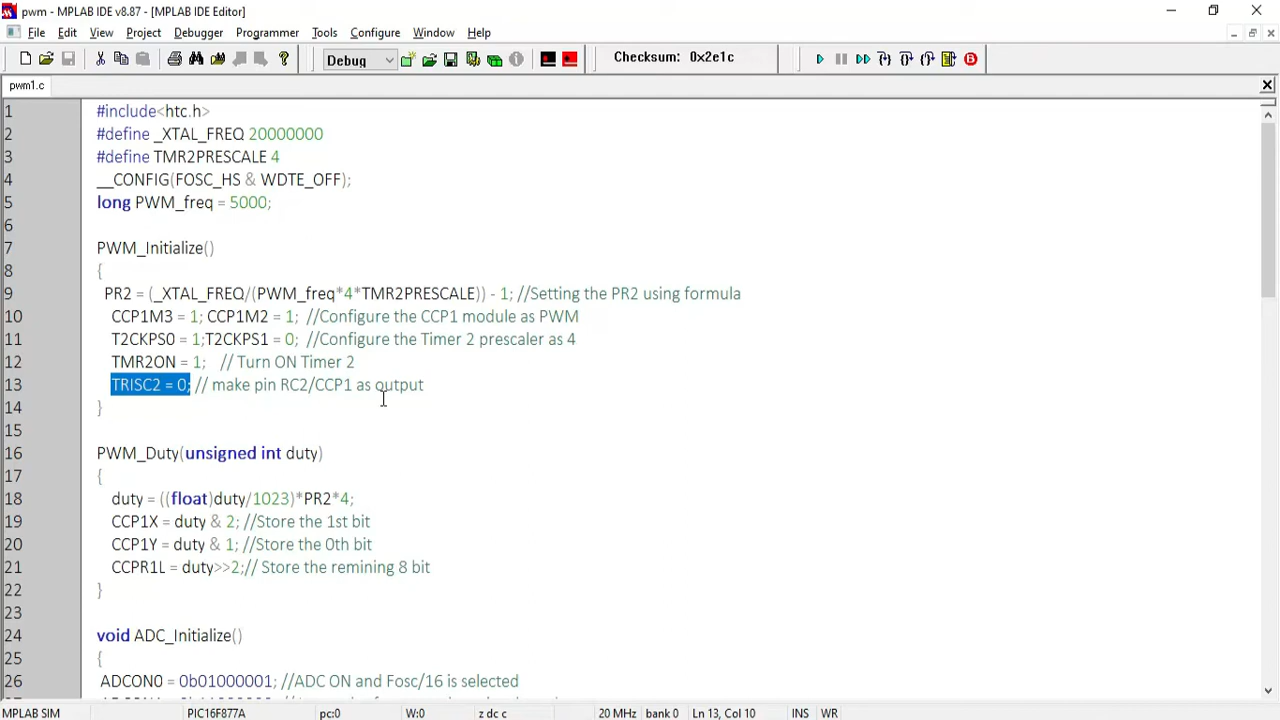 pwm - MPLAB IDE v8.87 - [MPLAB IDE Editor]
File Edit View Project Debugger Programmer Tools Configure Window Help
Debug Checksum: 0x2e1c
pwm1.c
1 #include<htc.h>
2 #define _XTAL_FREQ 20000000
3 #define TMR2PRESCALE 4
4 __CONFIG(FOSC_HS & WDTE_OFF);
5 long PWM_freq = 5000;
6
7 PWM_Initialize()
8 {
9 PR2 = (_XTAL_FREQ/(PWM_freq*4*TMR2PRESCALE)) - 1; //Setting the PR2 using formula
10 CCP1M3 = 1; CCP1M2 = 1; //Configure the CCP1 module as PWM
11 T2CKPS0 = 1;T2CKPS1 = 0; //Configure the Timer 2 prescaler as 4
12 TMR2ON = 1; // Turn ON Timer 2
13 TRISC2 = 0; // make pin RC2/CCP1 as output
14 }
15
16 PWM_Duty(unsigned int duty)
17 {
18 duty = ((float)duty/1023)*PR2*4;
19 CCP1X = duty & 2; //Store the 1st bit
20 CCP1Y = duty & 1; //Store the 0th bit
21 CCPR1L = duty>>2;// Store the remining 8 bit
22 }
23
24 void ADC_Initialize()
25 {
26 ADCON0 = 0b01000001; //ADC ON and Fosc/16 is selected
MPLAB SIM PIC16F877A pc:0 W:0 z dc c 20 MHz bank 0 Ln 13, Col 10 INS WR